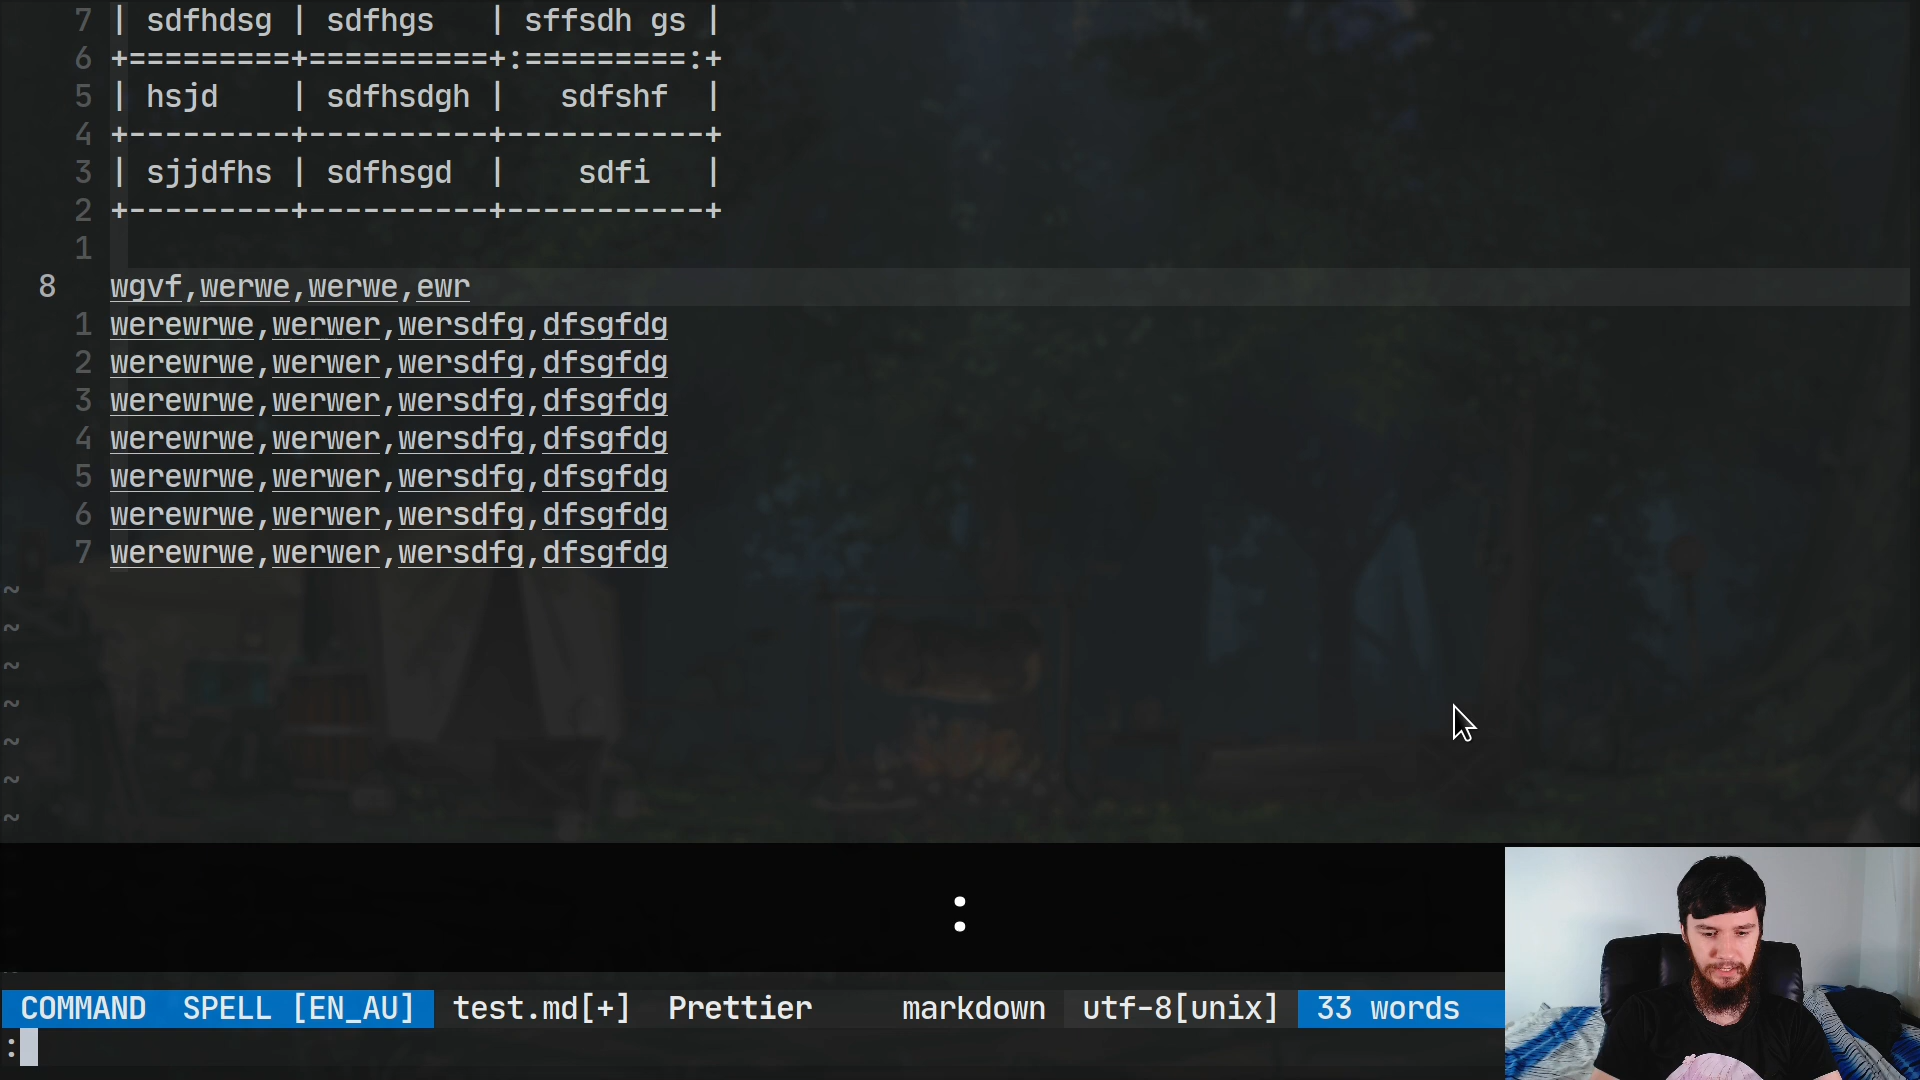 7 | sdfhdsg | sdfhgs   | sffsdh gs |
6 +=========+==========+:=========:+
5 | hsjd    | sdfhsdgh |   sdfshf  |
4 +---------+----------+-----------+
3 | sjjdfhs | sdfhsgd  |    sdfi   |
2 +---------+----------+-----------+
1
8 wgvf,werwe,werwe,ewr
1 werewrwe,werwer,wersdfg,dfsgfdg
2 werewrwe,werwer,wersdfg,dfsgfdg
3 werewrwe,werwer,wersdfg,dfsgfdg
4 werewrwe,werwer,wersdfg,dfsgfdg
5 werewrwe,werwer,wersdfg,dfsgfdg
6 werewrwe,werwer,wersdfg,dfsgfdg
7 werewrwe,werwer,wersdfg,dfsgfdg
~
~
~
~
~
~
~
:
COMMAND SPELL [EN_AU] test.md[+] Prettier markdown utf-8[unix] 33 words
: